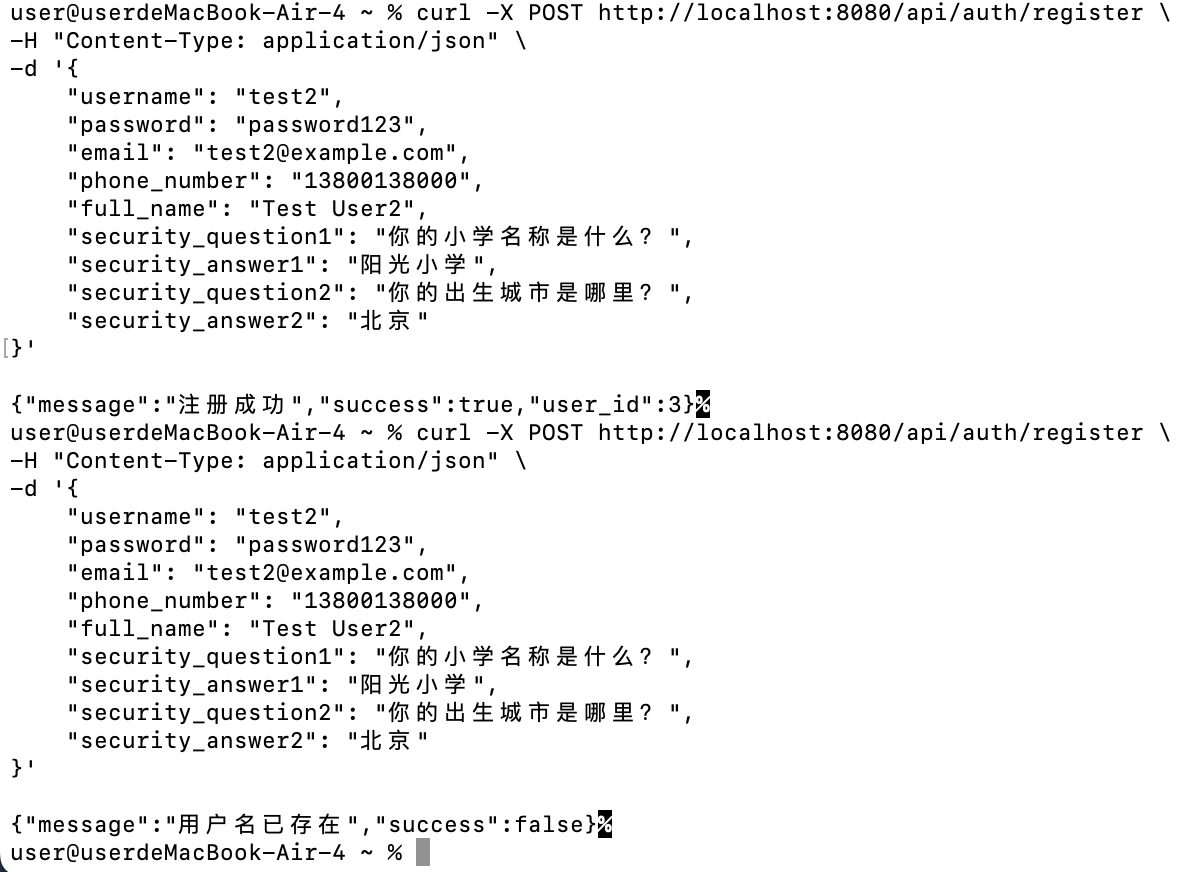 user@userdeMacBook-Air-4 ~ % curl -X POST http://localhost:8080/api/auth/register \
-H "Content-Type: application/json" \
-d '{
    "username": "test2",
    "password": "password123",
    "email": "test2@example.com",
    "phone_number": "13800138000",
    "full_name": "Test User2",
    "security_question1": "你的小学名称是什么？",
    "security_answer1": "阳光小学",
    "security_question2": "你的出生城市是哪里？",
    "security_answer2": "北京"
[}'
{"message":"注册成功","success":true,"user_id":3}%
user@userdeMacBook-Air-4 ~ % curl -X POST http://localhost:8080/api/auth/register \
-H "Content-Type: application/json" \
-d '{
    "username": "test2",
    "password": "password123",
    "email": "test2@example.com",
    "phone_number": "13800138000",
    "full_name": "Test User2",
    "security_question1": "你的小学名称是什么？",
    "security_answer1": "阳光小学",
    "security_question2": "你的出生城市是哪里？",
    "security_answer2": "北京"
}'
{"message":"用户名已存在","success":false}%
user@userdeMacBook-Air-4 ~ %